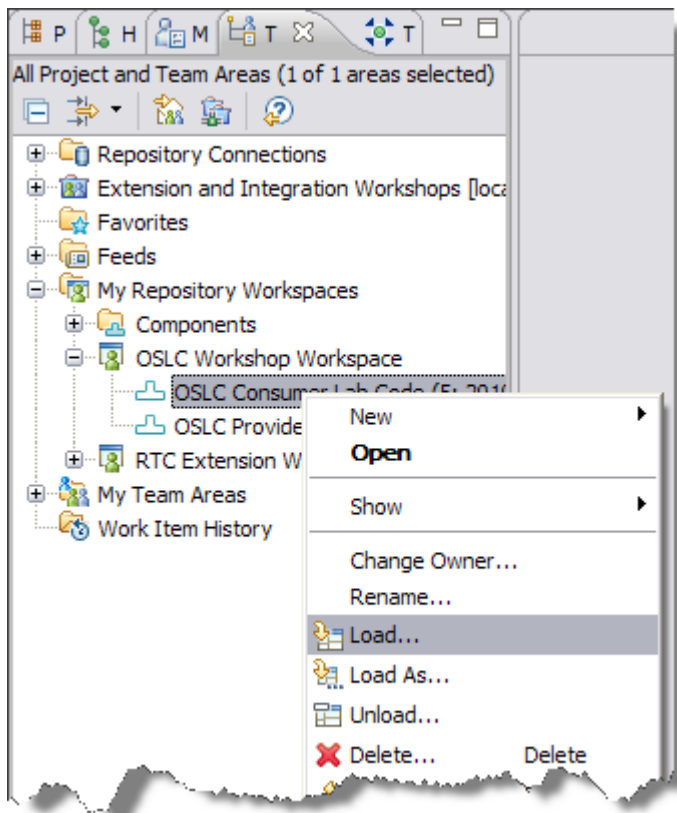 P H M T T
All Project and Team Areas (1 of 1 areas selected)
Repository Connections
Extension and Integration Workshops [loca
Favorites
Feeds
My Repository Workspaces
Components
OSLC Workshop Workspace
OSLC Consumer Lab Code (5: 201
OSLC Provide
RTC Extension W
My Team Areas
Work Item History
New
Open
Show
Change Owner...
Rename...
Load...
Load As...
Unload...
Delete... Delete